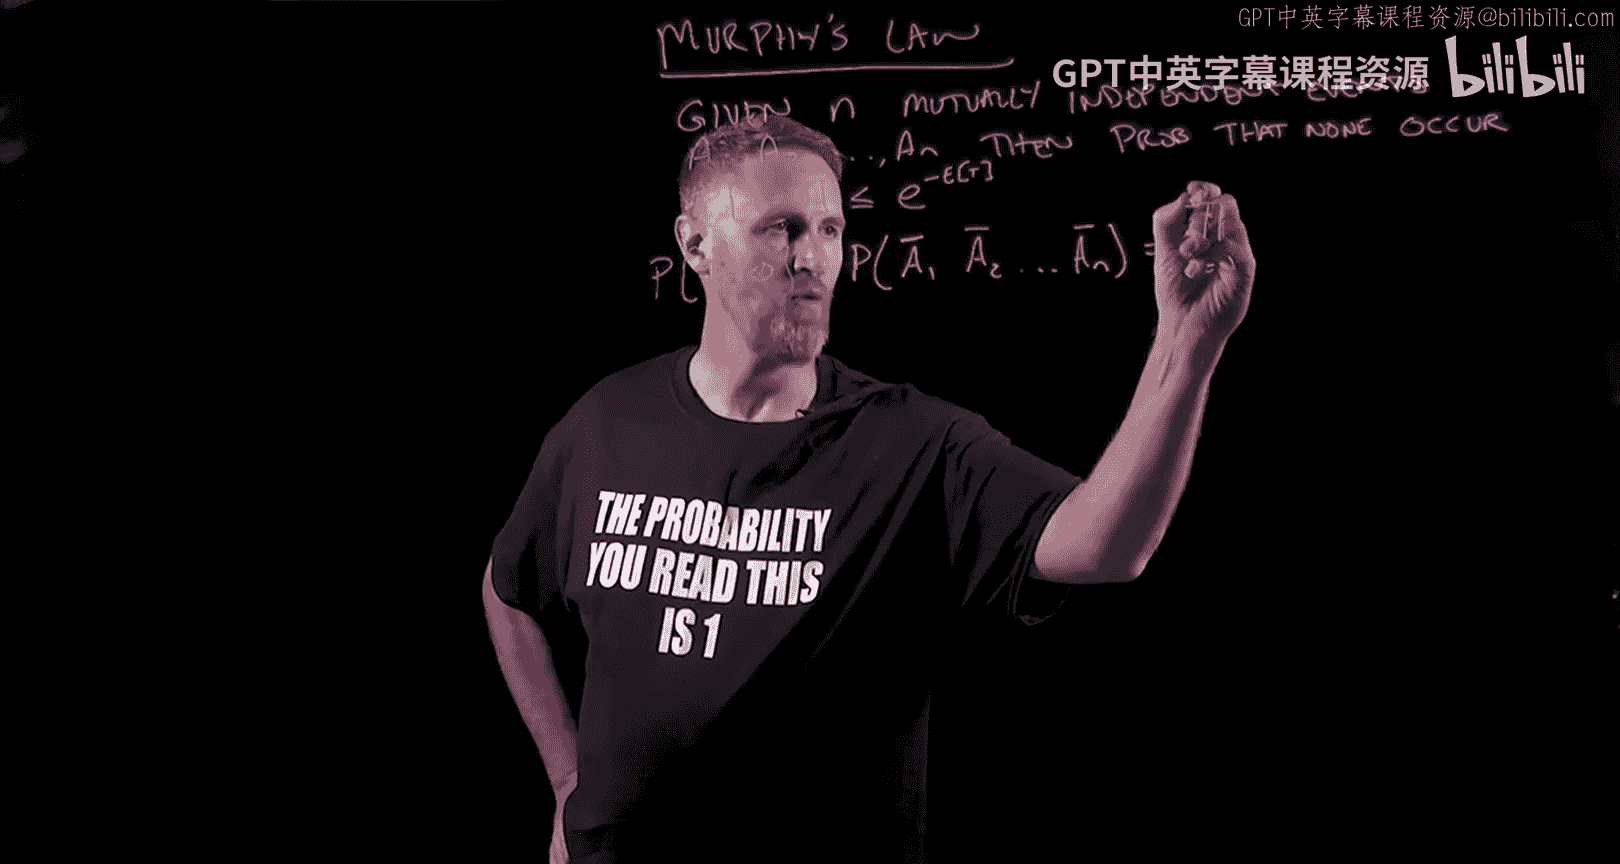 GPT中英字幕课程资源@bilibili.com
GPT中英字幕课程资源 bilibili
MURPHY'S LAW
GIVEN n MUTUALLY INDEPENDENT EVENTS
A ..., Aₙ THEN PROB THAT NONE OCCUR
≤ e^{-E[T]}
P( P(Ā₁ Ā₂ ... Āₙ) = Π
THE PROBABILITY
YOU READ THIS
IS 1